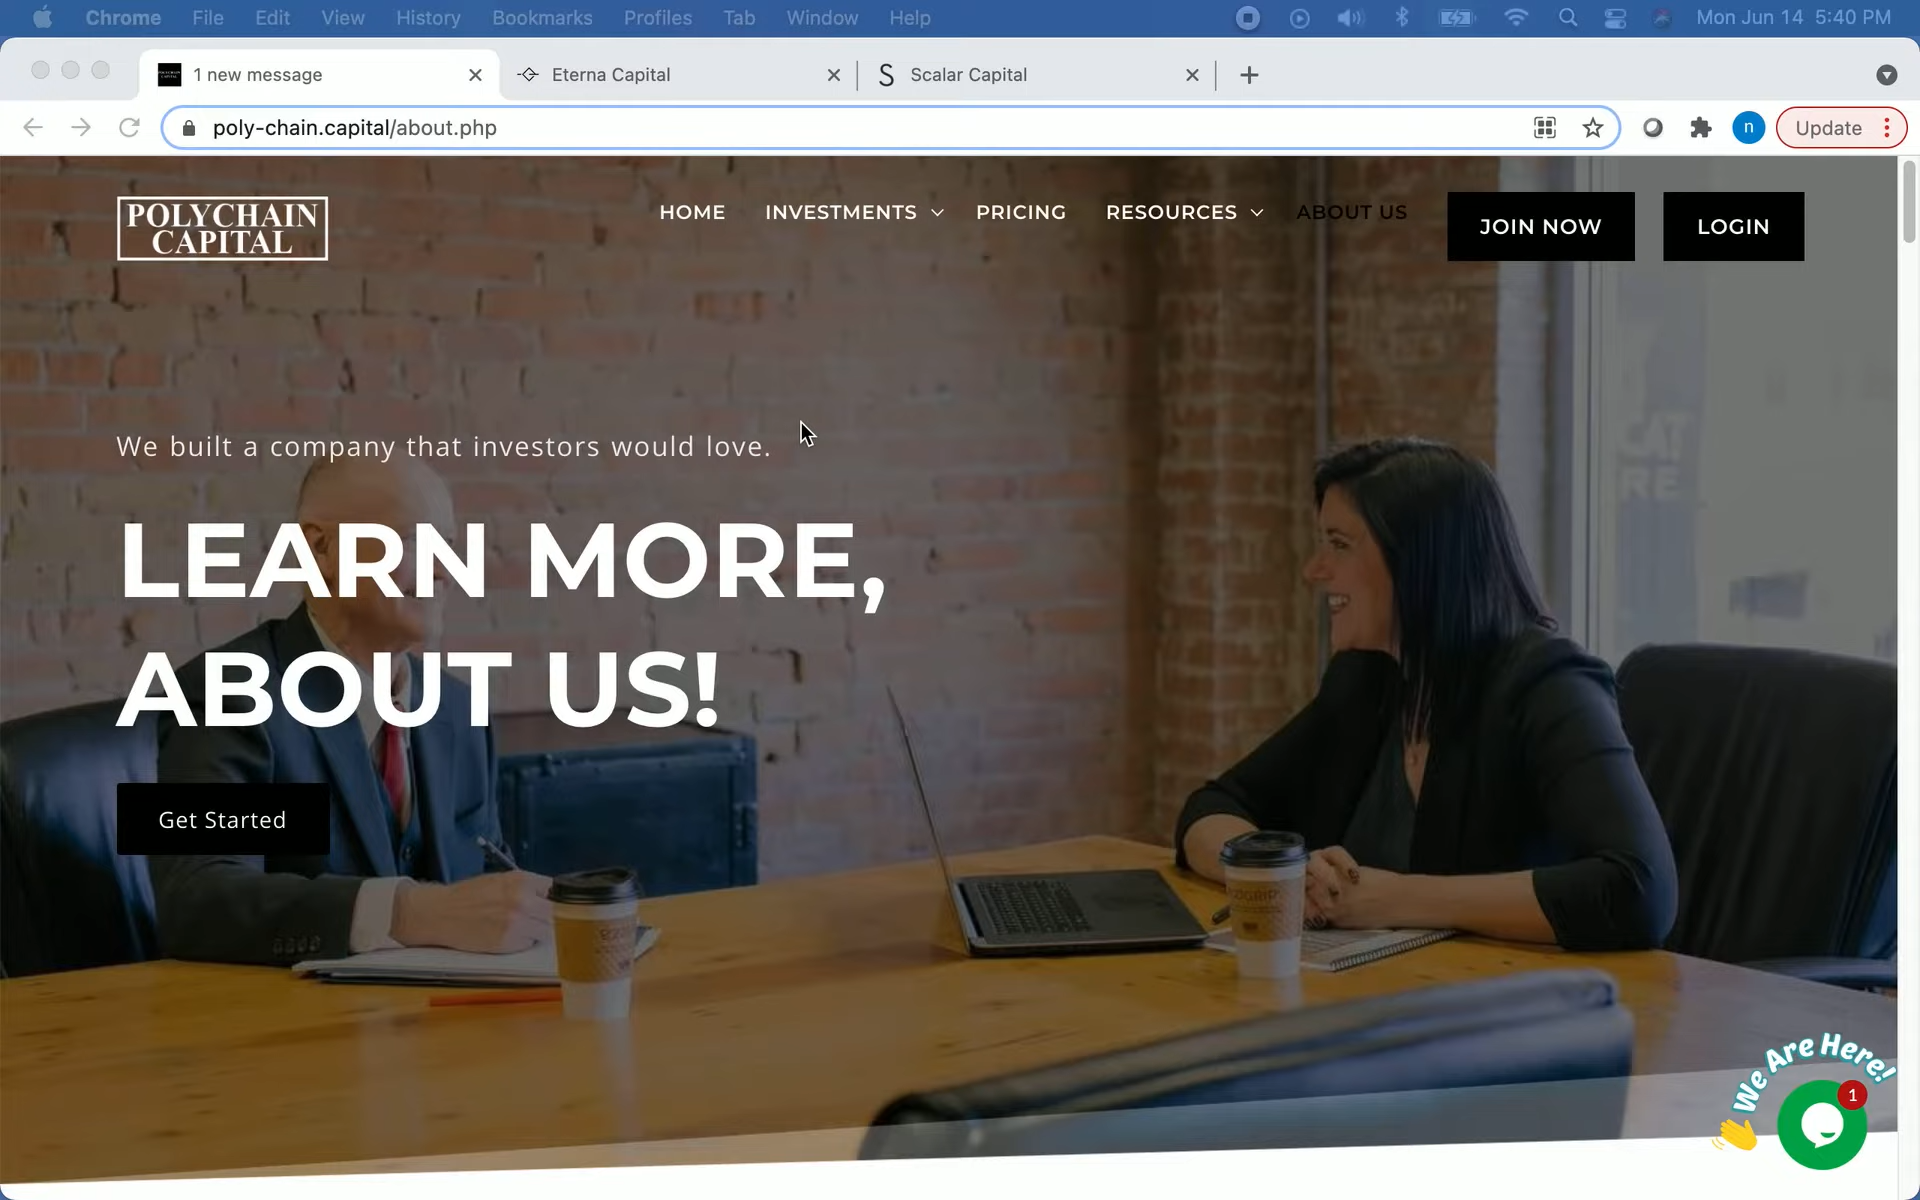 Chrome File Edit View History Bookmarks Profiles Tab Window Help Mon Jun 14 5:40 PM
1 new message Eterna Capital Scalar Capital
poly-chain.capital/about.php n Update
POLYCHAIN
CAPITAL
HOME INVESTMENTS PRICING RESOURCES ABOUT US JOIN NOW LOGIN
We built a company that investors would love.
LEARN MORE,
ABOUT US!
Get Started
We Are Here!
1